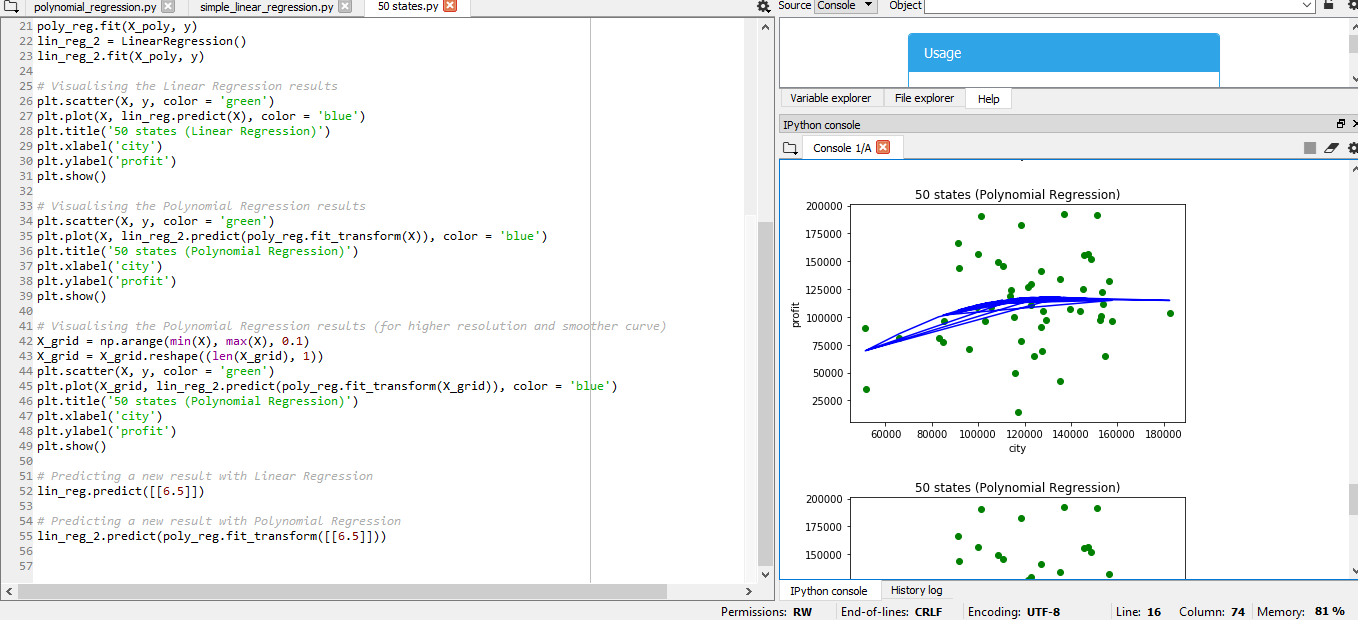 polynomial_regression.py
simple_linear_regression.py
50 states.py
21 poly_reg.fit(X_poly, y)
22 lin_reg_2 = LinearRegression()
23 lin_reg_2.fit(X_poly, y)
24
25 # Visualising the Linear Regression results
26 plt.scatter(X, y, color = 'green')
27 plt.plot(X, lin_reg.predict(X), color = 'blue')
28 plt.title('50 states (Linear Regression)')
29 plt.xlabel('city')
30 plt.ylabel('profit')
31 plt.show()
32
33 # Visualising the Polynomial Regression results
34 plt.scatter(X, y, color = 'green')
35 plt.plot(X, lin_reg_2.predict(poly_reg.fit_transform(X)), color = 'blue')
36 plt.title('50 states (Polynomial Regression)')
37 plt.xlabel('city')
38 plt.ylabel('profit')
39 plt.show()
40
41 # Visualising the Polynomial Regression results (for higher resolution and smoother curve)
42 X_grid = np.arange(min(X), max(X), 0.1)
43 X_grid = X_grid.reshape((len(X_grid), 1))
44 plt.scatter(X, y, color = 'green')
45 plt.plot(X_grid, lin_reg_2.predict(poly_reg.fit_transform(X_grid)), color = 'blue')
46 plt.title('50 states (Polynomial Regression)')
47 plt.xlabel('city')
48 plt.ylabel('profit')
49 plt.show()
50
51 # Predicting a new result with Linear Regression
52 lin_reg.predict([[6.5]])
53
54 # Predicting a new result with Polynomial Regression
55 lin_reg_2.predict(poly_reg.fit_transform([[6.5]]))
56
57
Source Console Object
Usage
Variable explorer File explorer Help
IPython console
Console 1/A
50 states (Polynomial Regression)
200000
175000
150000
125000
100000
75000
50000
25000
profit
60000 80000 100000 120000 140000 160000 180000
city
50 states (Polynomial Regression)
200000
175000
150000
IPython console History log
Permissions: RW End-of-lines: CRLF Encoding: UTF-8 Line: 16 Column: 74 Memory: 81 %